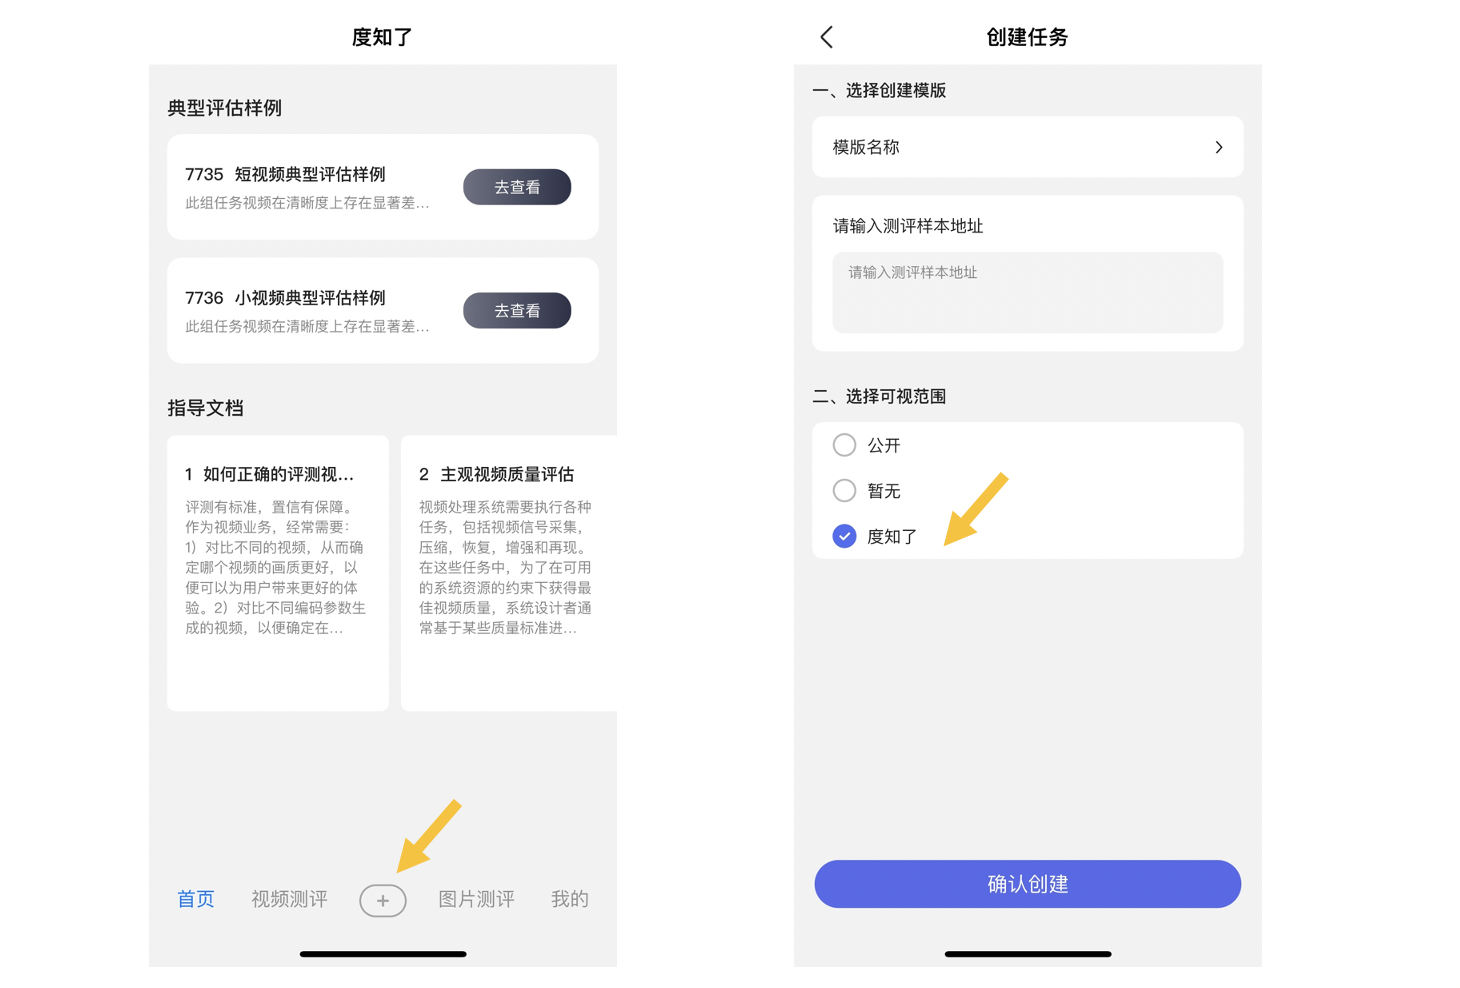 度知了
典型评估样例
7735 短视频典型评估样例
此组任务视频在清晰度上存在显著差...
去查看
7736 小视频典型评估样例
此组任务视频在清晰度上存在显著差...
去查看
指导文档
1 如何正确的评测视...
评测有标准，置信有保障。
作为视频业务，经常需要：
1）对比不同的视频，从而确
定哪个视频的画质更好，以
便可以为用户带来更好的体
验。2）对比不同编码参数生
成的视频，以便确定在...
2 主观视频质量评估
视频处理系统需要执行各种
任务，包括视频信号采集，
压缩，恢复，增强和再现。
在这些任务中，为了在可用
的系统资源的约束下获得最
佳视频质量，系统设计者通
常基于某些质量标准进...
首页
视频测评
+
图片测评
我的
创建任务
一、选择创建模版
模版名称
请输入测评样本地址
请输入测评样本地址
二、选择可视范围
公开
暂无
度知了
确认创建